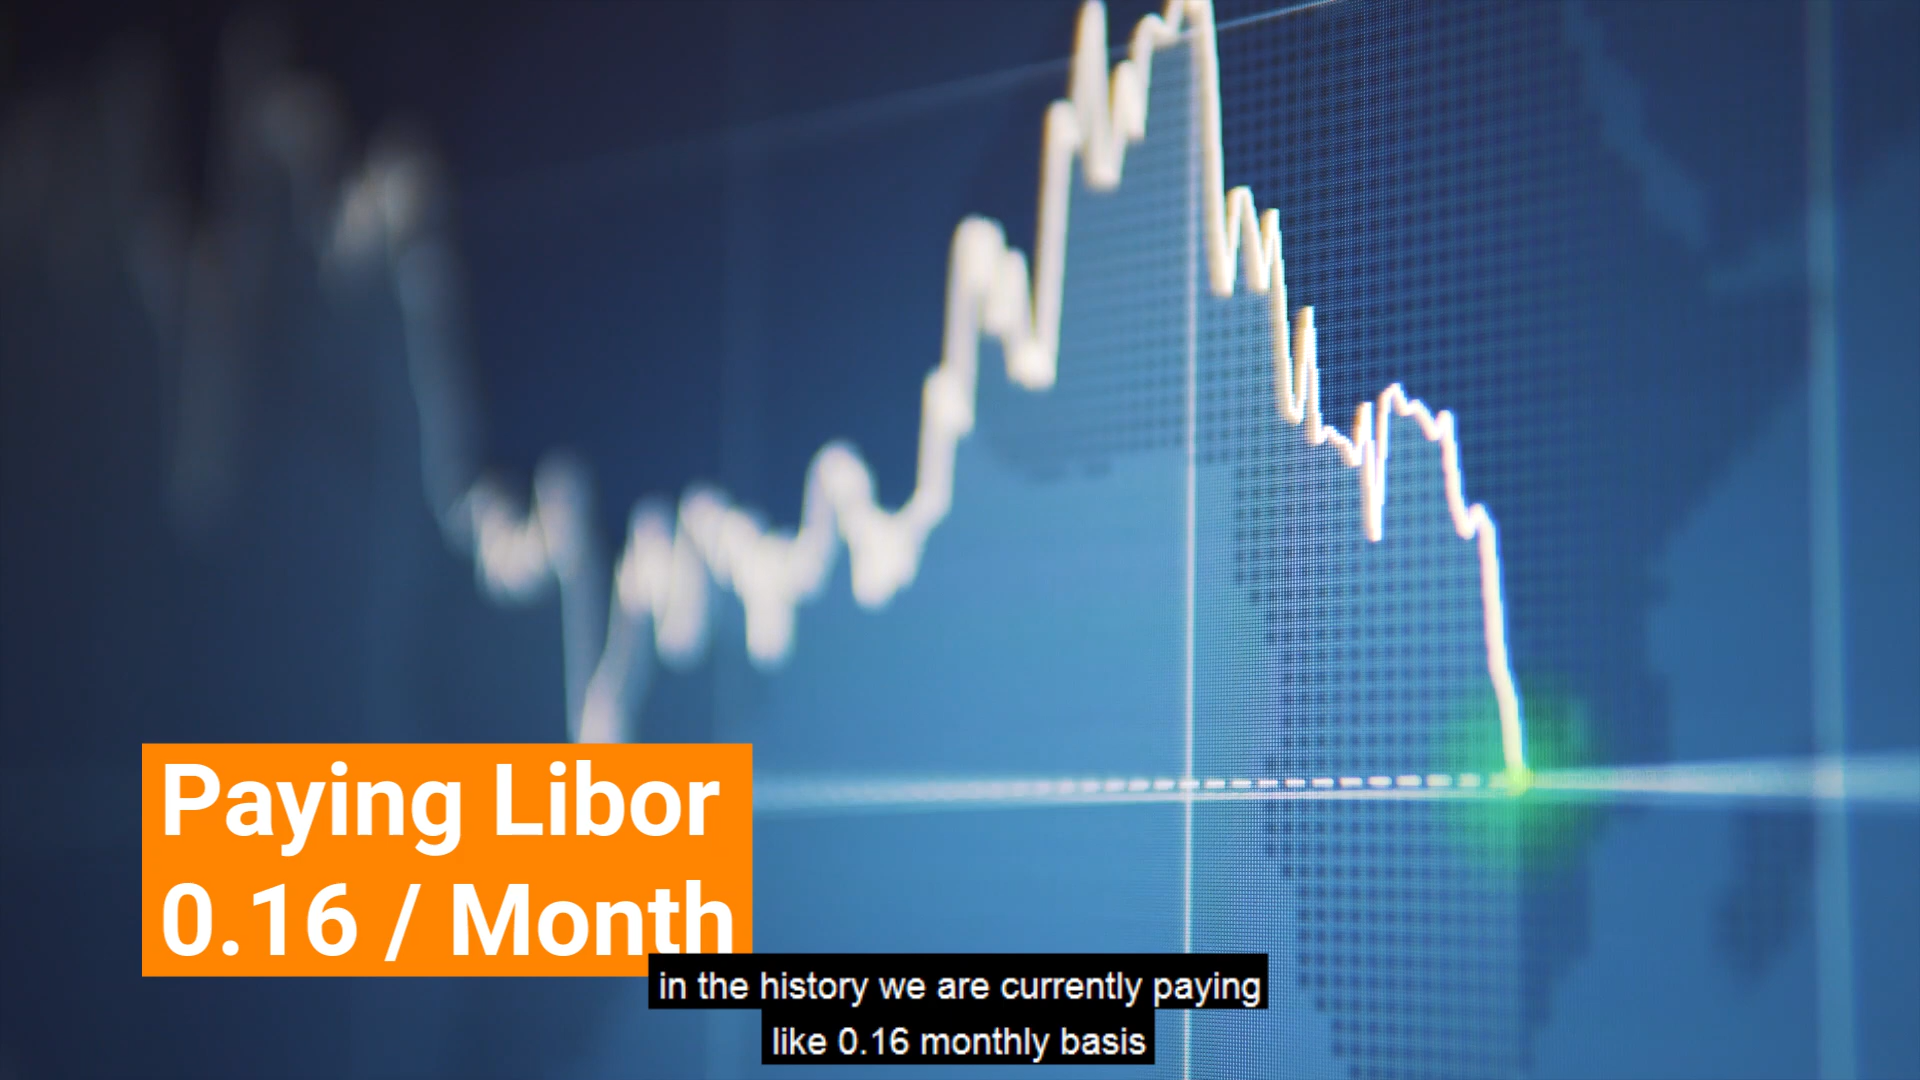 Paying Libor
0.16 / Month
in the history we are currently paying
like 0.16 monthly basis